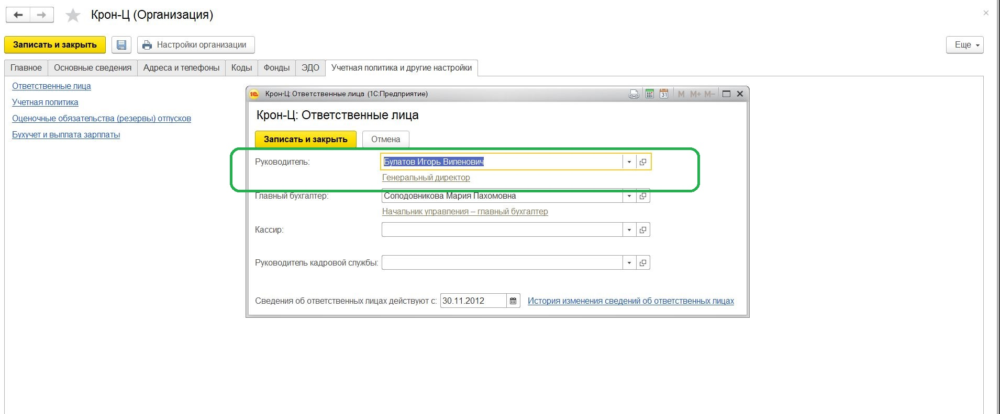 Крон-Ц (Организация)
Записать и закрыть
Настройки организации
Еще
Главное Основные сведения Адреса и телефоны Коды Фонды ЭДО Учетная политика и другие настройки
Ответственные лица
Учетная политика
Оценочные обязательства (резервы) отпусков
Бухучет и выплата зарплаты
1С Крон-Ц: Ответственные лица (1С:Предприятие) 31 M M+ M-
Крон-Ц: Ответственные лица
Записать и закрыть Отмена
Руководитель: Булатов Игорь Виленович
Генеральный директор
Главный бухгалтер: Солодовникова Мария Пахомовна
Начальник управления – главный бухгалтер
Кассир:
Руководитель кадровой службы:
Сведения об ответственных лицах действуют с: 30.11.2012 История изменения сведений об ответственных лицах